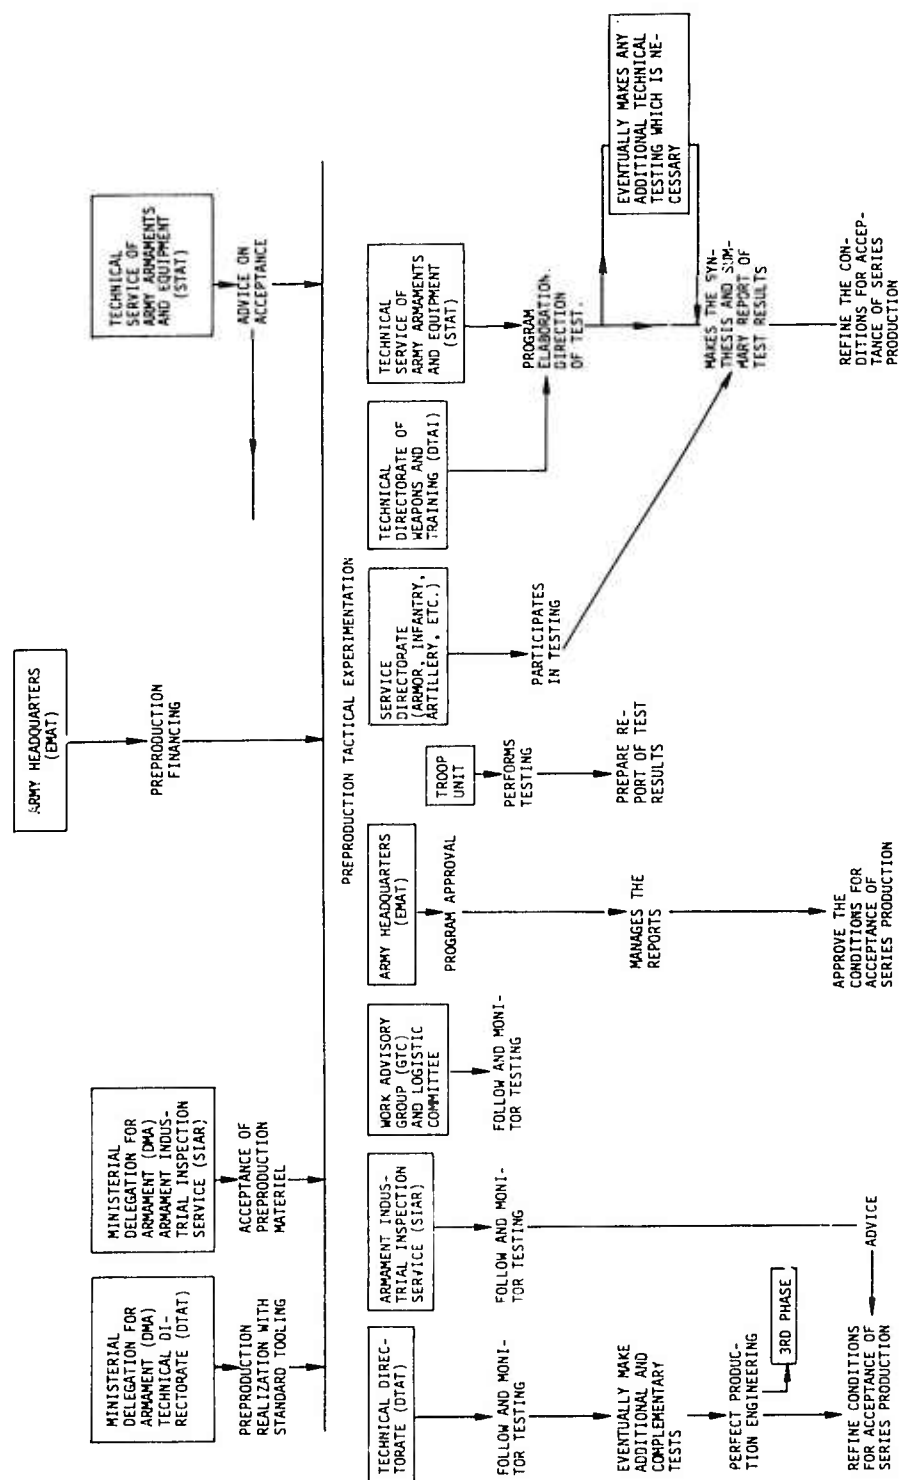 ARMY HEADQUARTERS
(EMAT)
PREPRODUCTION
FINANCING
MINISTERIAL
DELEGATION FOR
ARMAMENT (DMA)
TECHNICAL DI-
RECTORATE (DTAT)
PREPRODUCTION
REALIZATION WITH
STANDARD TOOLING
MINISTERIAL
DELEGATION FOR
ARMAMENT (DMA)
ARMAMENT INDUS-
TRIAL INSPECTION
SERVICE (SIAR)
ACCEPTANCE OF
PREPRODUCTION
MATERIEL
TECHNICAL
SERVICE OF
ARMY ARMAMENTS
AND EQUIPMENT
(STAT)
ADVICE ON
ACCEPTANCE
PREPRODUCTION TACTICAL EXPERIMENTATION
TECHNICAL DIREC-
TORATE (DTAT)
FOLLOW AND MONI-
TOR TESTING
EVENTUALLY MAKE
ADDITIONAL AND
COMPLEMENTARY
TESTS
PERFECT PRODUC-
TION ENGINEERING
3RD PHASE
REFINE CONDITIONS
FOR ACCEPTANCE OF
SERIES PRODUCTION
ARMAMENT INDUS-
TRIAL INSPECTION
SERVICE (SIAR)
FOLLOW AND MONI-
TOR TESTING
ADVICE
WORK ADVISORY
GROUP (GTC)
AND LOGISTIC
COMMITTEE
FOLLOW AND MONI-
TOR TESTING
ARMY HEADQUARTERS
(EMAT)
PROGRAM APPROVAL
MANAGES THE
REPORTS
APPROVE THE
CONDITIONS FOR
ACCEPTANCE OF
SERIES PRODUCTION
TROOP
UNIT
PERFORMS
TESTING
PREPARE RE-
PORT OF TEST
RESULTS
SERVICE
DIRECTORATE
(ARMOR, INFANTRY,
ARTILLERY, ETC.)
PARTICIPATES
IN TESTING
TECHNICAL
DIRECTORATE OF
WEAPONS AND
TRAINING (DTAI)
TECHNICAL
SERVICE OF
ARMY ARMAMENTS
AND EQUIPMENT
(STAT)
PROGRAM
ELABORATION.
DIRECTION
OF TEST.
EVENTUALLY MAKES ANY
ADDITIONAL TECHNICAL
TESTING WHICH IS NE-
CESSARY
MAKES THE SYN-
THESIS AND SUM-
MARY REPORT OF
TEST RESULTS
REFINE THE CON-
DITIONS FOR ACCEP-
TANCE OF SERIES
PRODUCTION